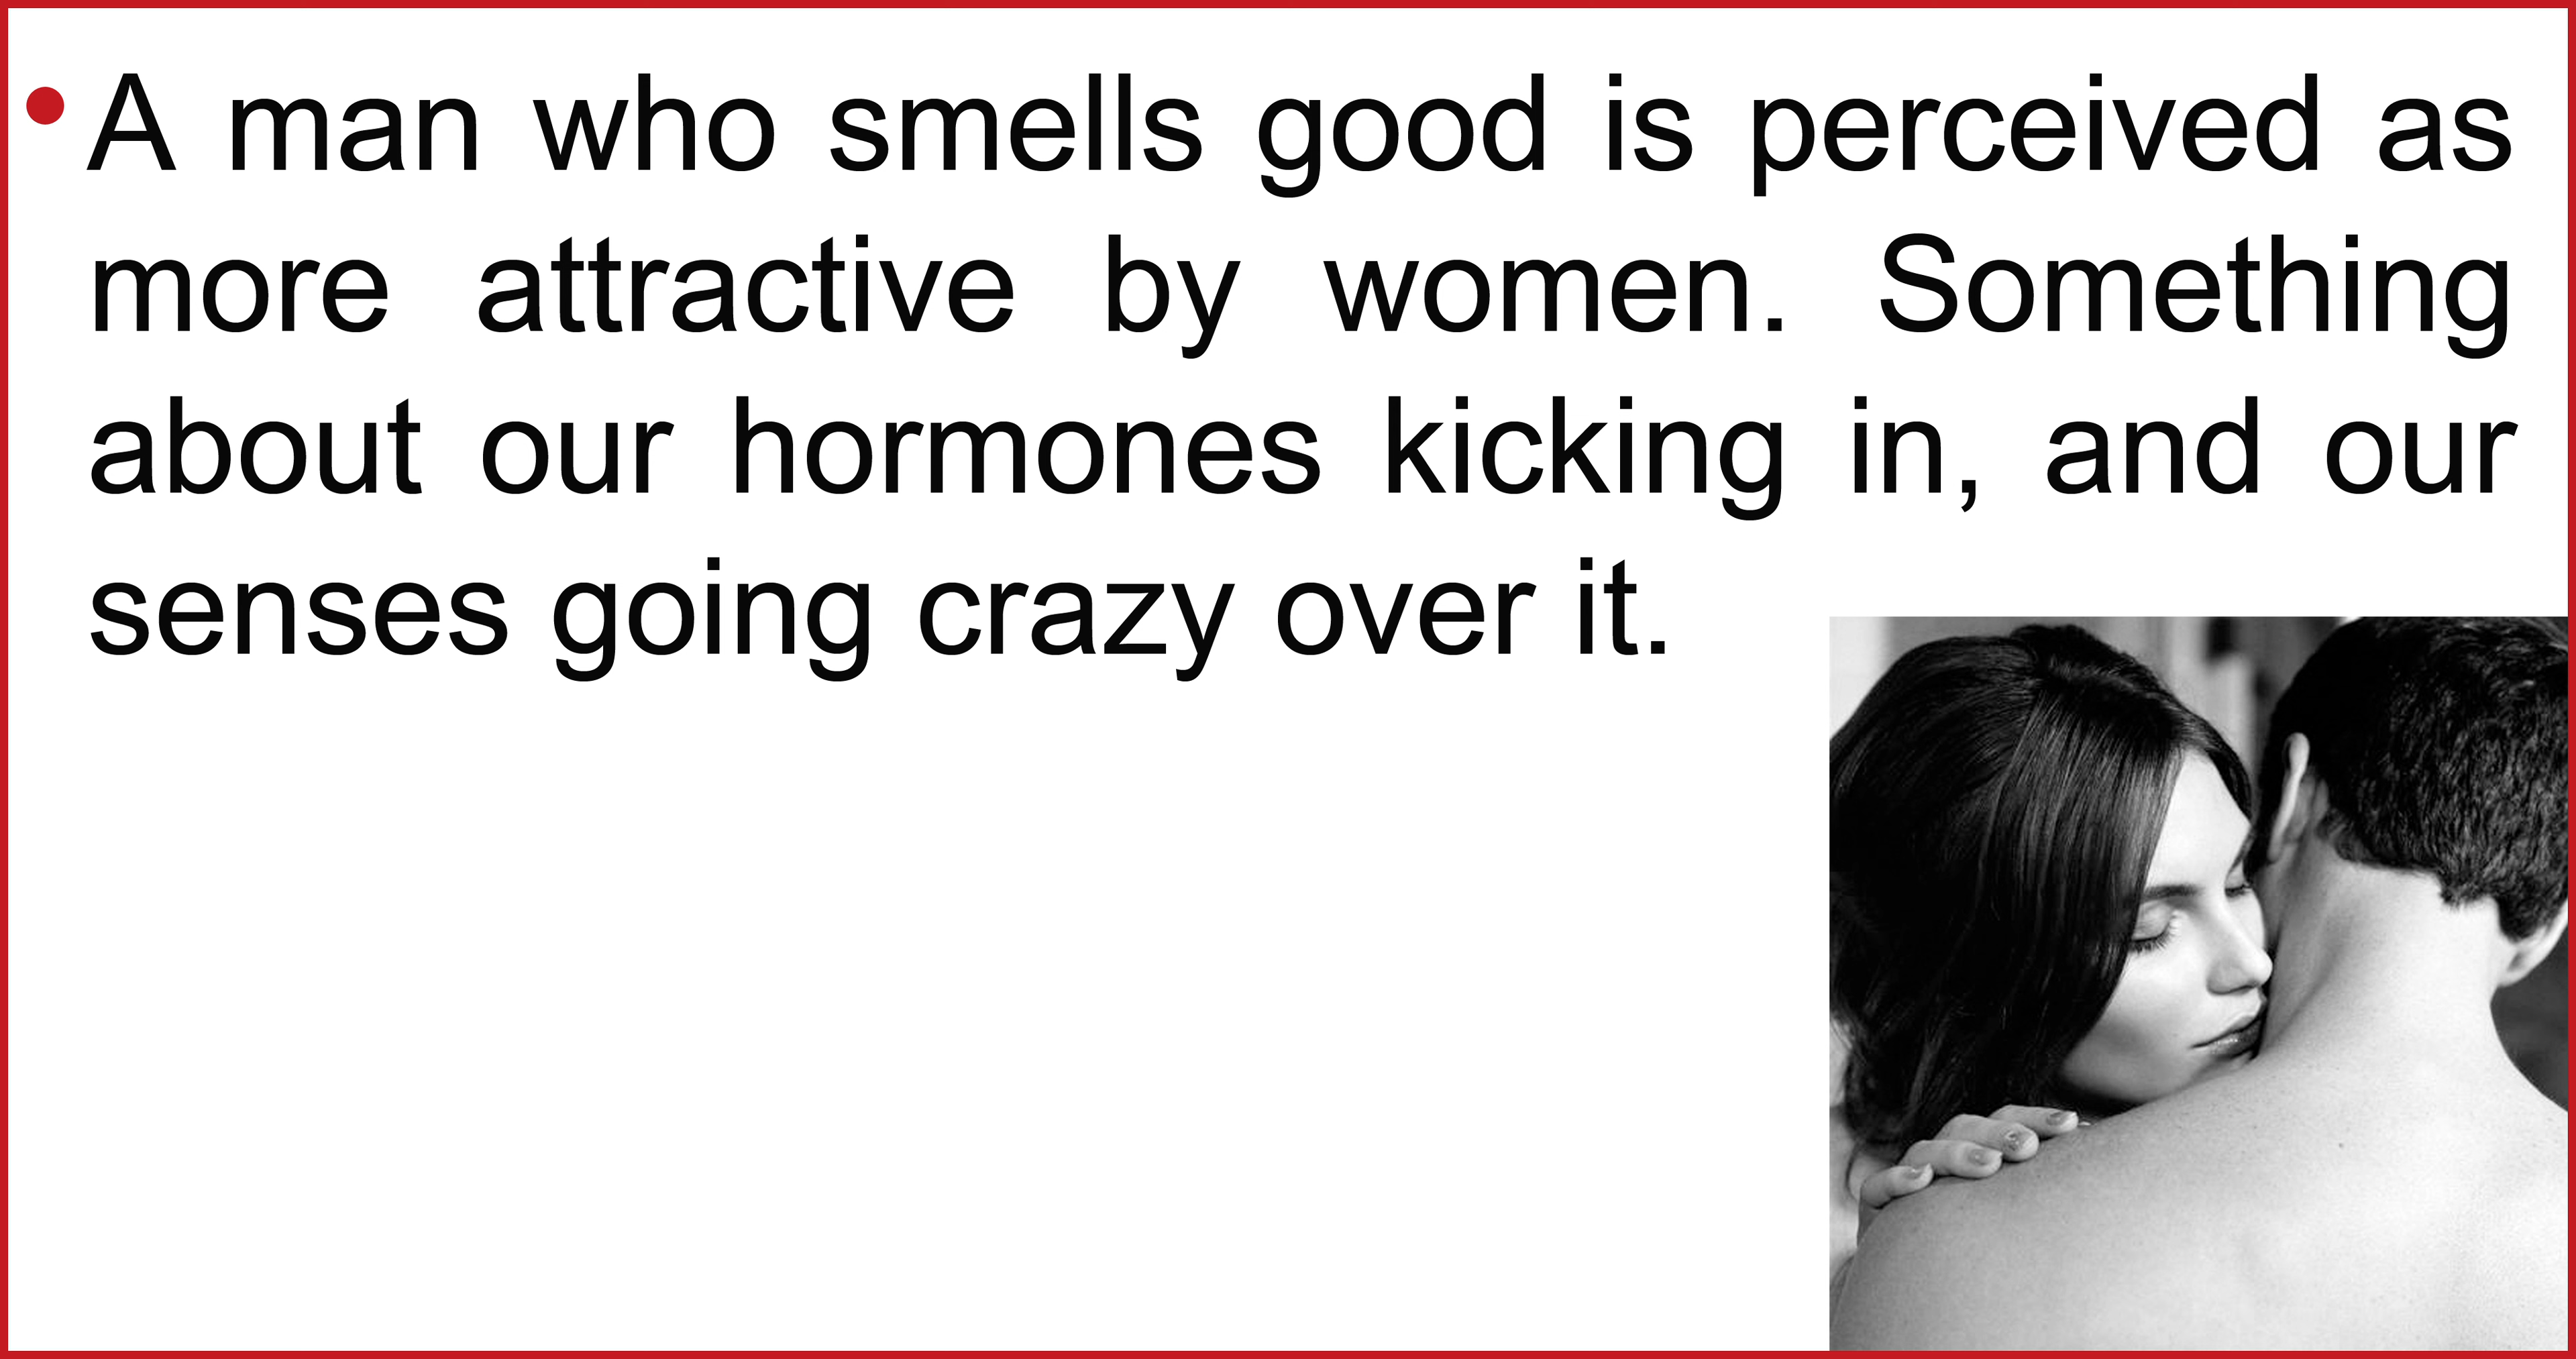 • A man who smells good is perceived as
more attractive by women. Something
about our hormones kicking in, and our
senses going crazy over it.